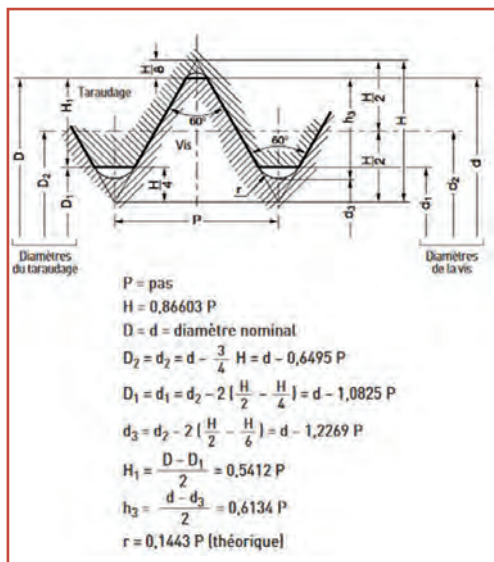 H/8
Taraudage
60°
Vis
60°
H₁
D
D₂
D₁
H/4
r
P
h₃
H/2
H/2
H
d₃
d₁
d₂
d
Diamètres
du taraudage
Diamètres
de la vis
P = pas
H = 0,86603 P
D = d = diamètre nominal
D₂ = d₂ = d – 3/4 H = d – 0,6495 P
D₁ = d₁ = d₂ – 2 (H/2 – H/4) = d – 1,0825 P
d₃ = d₂ – 2 (H/2 – H/6) = d – 1,2269 P
H₁ = D – D₁/2 = 0,5412 P
h₃ = d – d₃/2 = 0,6134 P
r = 0,1443 P (théorique)